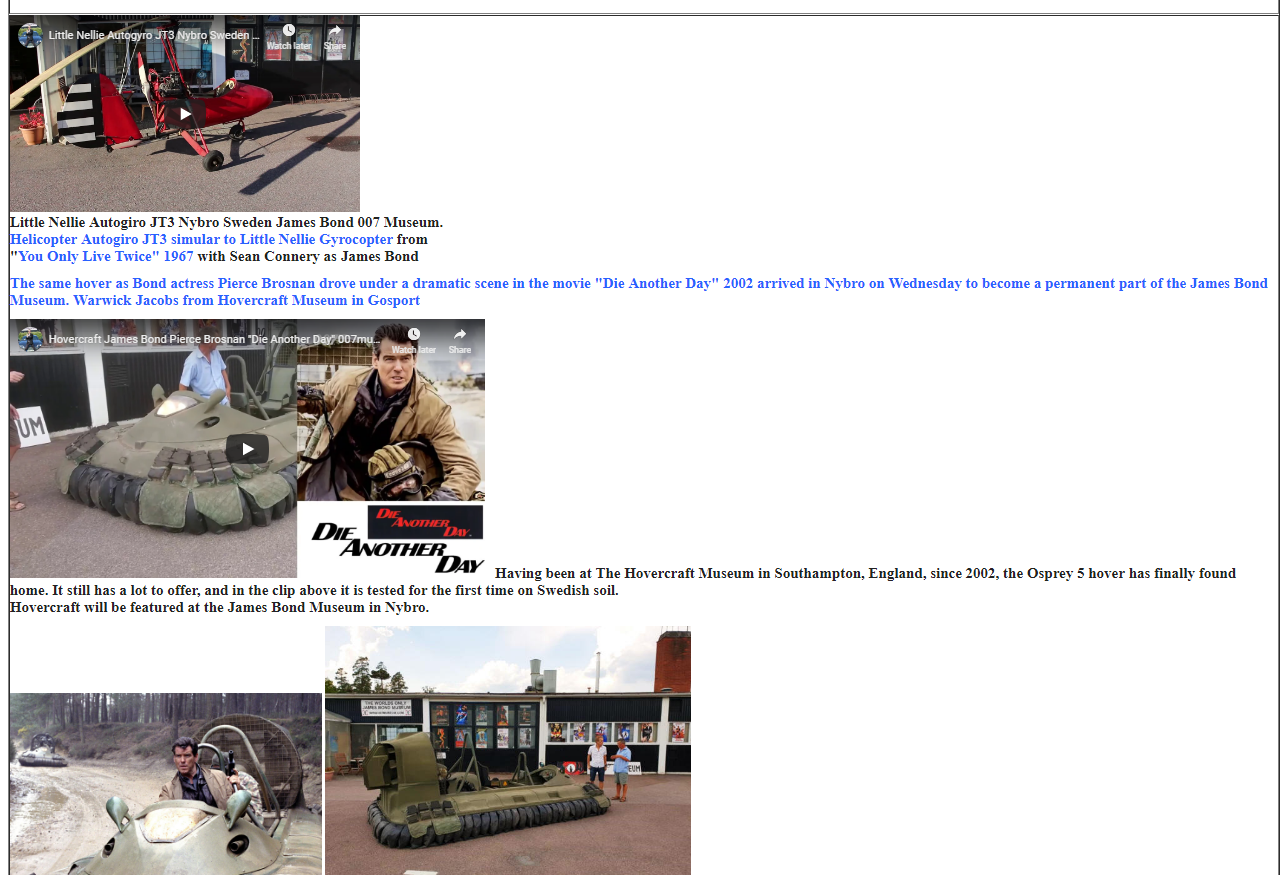 Little Nellie Autogyro JT3 Nybro Sweden ...
Watch later
Share
Little Nellie Autogiro JT3 Nybro Sweden James Bond 007 Museum.
Helicopter Autogiro JT3 simular to Little Nellie Gyrocopter from
"You Only Live Twice" 1967 with Sean Connery as James Bond
The same hover as Bond actress Pierce Brosnan drove under a dramatic scene in the movie "Die Another Day" 2002 arrived in Nybro on Wednesday to become a permanent part of the James Bond
Museum. Warwick Jacobs from Hovercraft Museum in Gosport
Hovercraft James Bond Pierce Brosnan "Die Another Day" 007mu...
Watch later
Share
UM
DIE
ANOTHER
DAY.
DIE
ANOTHER
DAY
Having been at The Hovercraft Museum in Southampton, England, since 2002, the Osprey 5 hover has finally found
home. It still has a lot to offer, and in the clip above it is tested for the first time on Swedish soil.
Hovercraft will be featured at the James Bond Museum in Nybro.
THE WORLDS ONLY
JAMES BOND MUSEUM